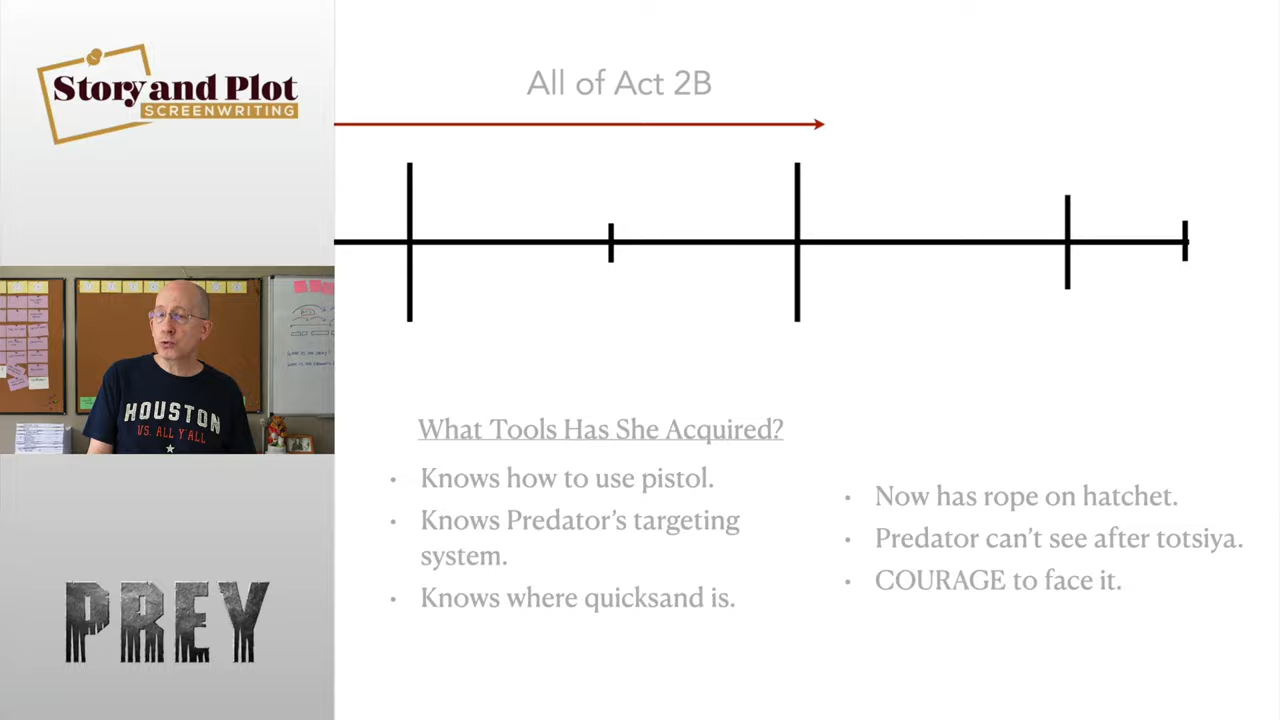 Story and Plot
SCREENWRITING
All of Act 2B
HOUSTON
VS. ALL Y'ALL
What Tools Has She Acquired?
• Knows how to use pistol.
• Knows Predator’s targeting
system.
• Knows where quicksand is.
• Now has rope on hatchet.
• Predator can’t see after totsiya.
• COURAGE to face it.
PREY